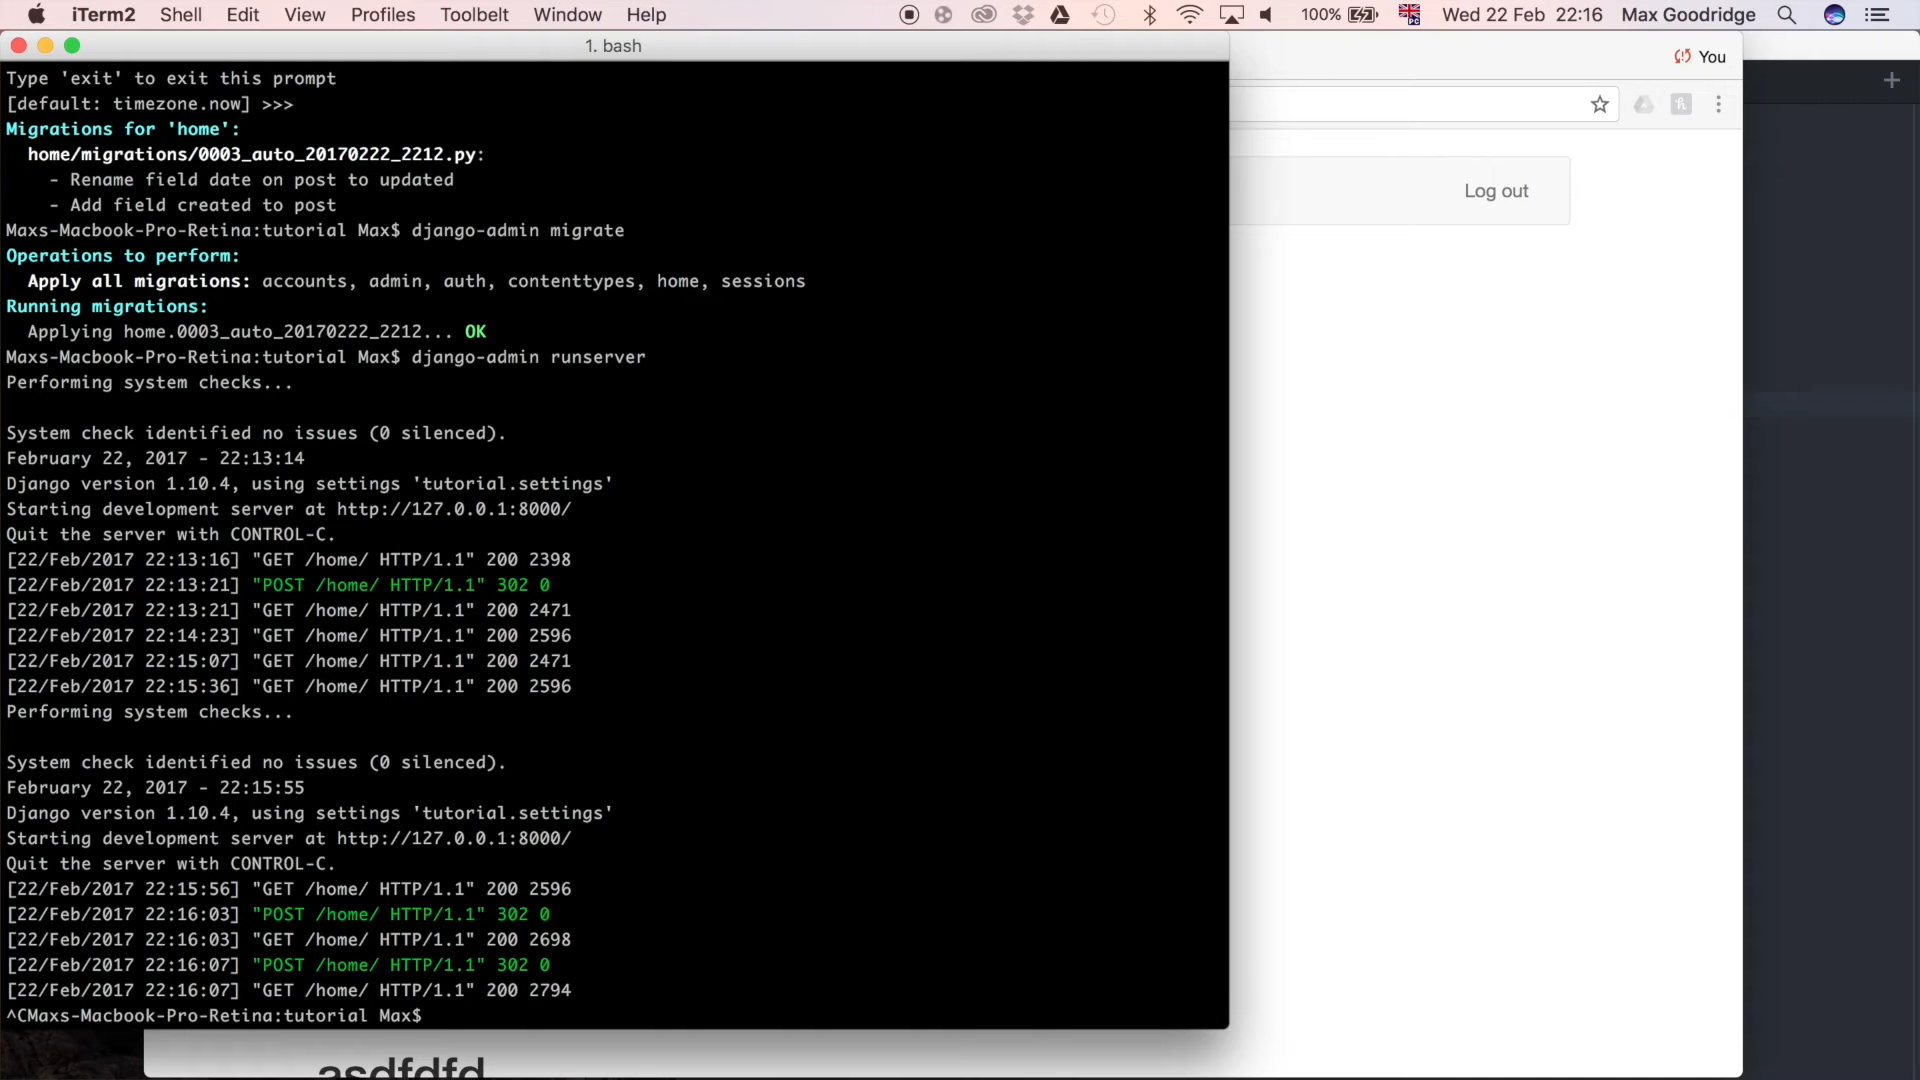 iTerm2 Shell Edit View Profiles Toolbelt Window Help 100% Wed 22 Feb 22:16 Max Goodridge
1. bash
You
Type 'exit' to exit this prompt
[default: timezone.now] >>>
Migrations for 'home':
home/migrations/0003_auto_20170222_2212.py:
- Rename field date on post to updated
- Add field created to post
Log out
Maxs-Macbook-Pro-Retina:tutorial Max$ django-admin migrate
Operations to perform:
Apply all migrations: accounts, admin, auth, contenttypes, home, sessions
Running migrations:
Applying home.0003_auto_20170222_2212... OK
Maxs-Macbook-Pro-Retina:tutorial Max$ django-admin runserver
Performing system checks...
System check identified no issues (0 silenced).
February 22, 2017 - 22:13:14
Django version 1.10.4, using settings 'tutorial.settings'
Starting development server at http://127.0.0.1:8000/
Quit the server with CONTROL-C.
[22/Feb/2017 22:13:16] "GET /home/ HTTP/1.1" 200 2398
[22/Feb/2017 22:13:21] "POST /home/ HTTP/1.1" 302 0
[22/Feb/2017 22:13:21] "GET /home/ HTTP/1.1" 200 2471
[22/Feb/2017 22:14:23] "GET /home/ HTTP/1.1" 200 2596
[22/Feb/2017 22:15:07] "GET /home/ HTTP/1.1" 200 2471
[22/Feb/2017 22:15:36] "GET /home/ HTTP/1.1" 200 2596
Performing system checks...
System check identified no issues (0 silenced).
February 22, 2017 - 22:15:55
Django version 1.10.4, using settings 'tutorial.settings'
Starting development server at http://127.0.0.1:8000/
Quit the server with CONTROL-C.
[22/Feb/2017 22:15:56] "GET /home/ HTTP/1.1" 200 2596
[22/Feb/2017 22:16:03] "POST /home/ HTTP/1.1" 302 0
[22/Feb/2017 22:16:03] "GET /home/ HTTP/1.1" 200 2698
[22/Feb/2017 22:16:07] "POST /home/ HTTP/1.1" 302 0
[22/Feb/2017 22:16:07] "GET /home/ HTTP/1.1" 200 2794
^CMaxs-Macbook-Pro-Retina:tutorial Max$
asdfdfd